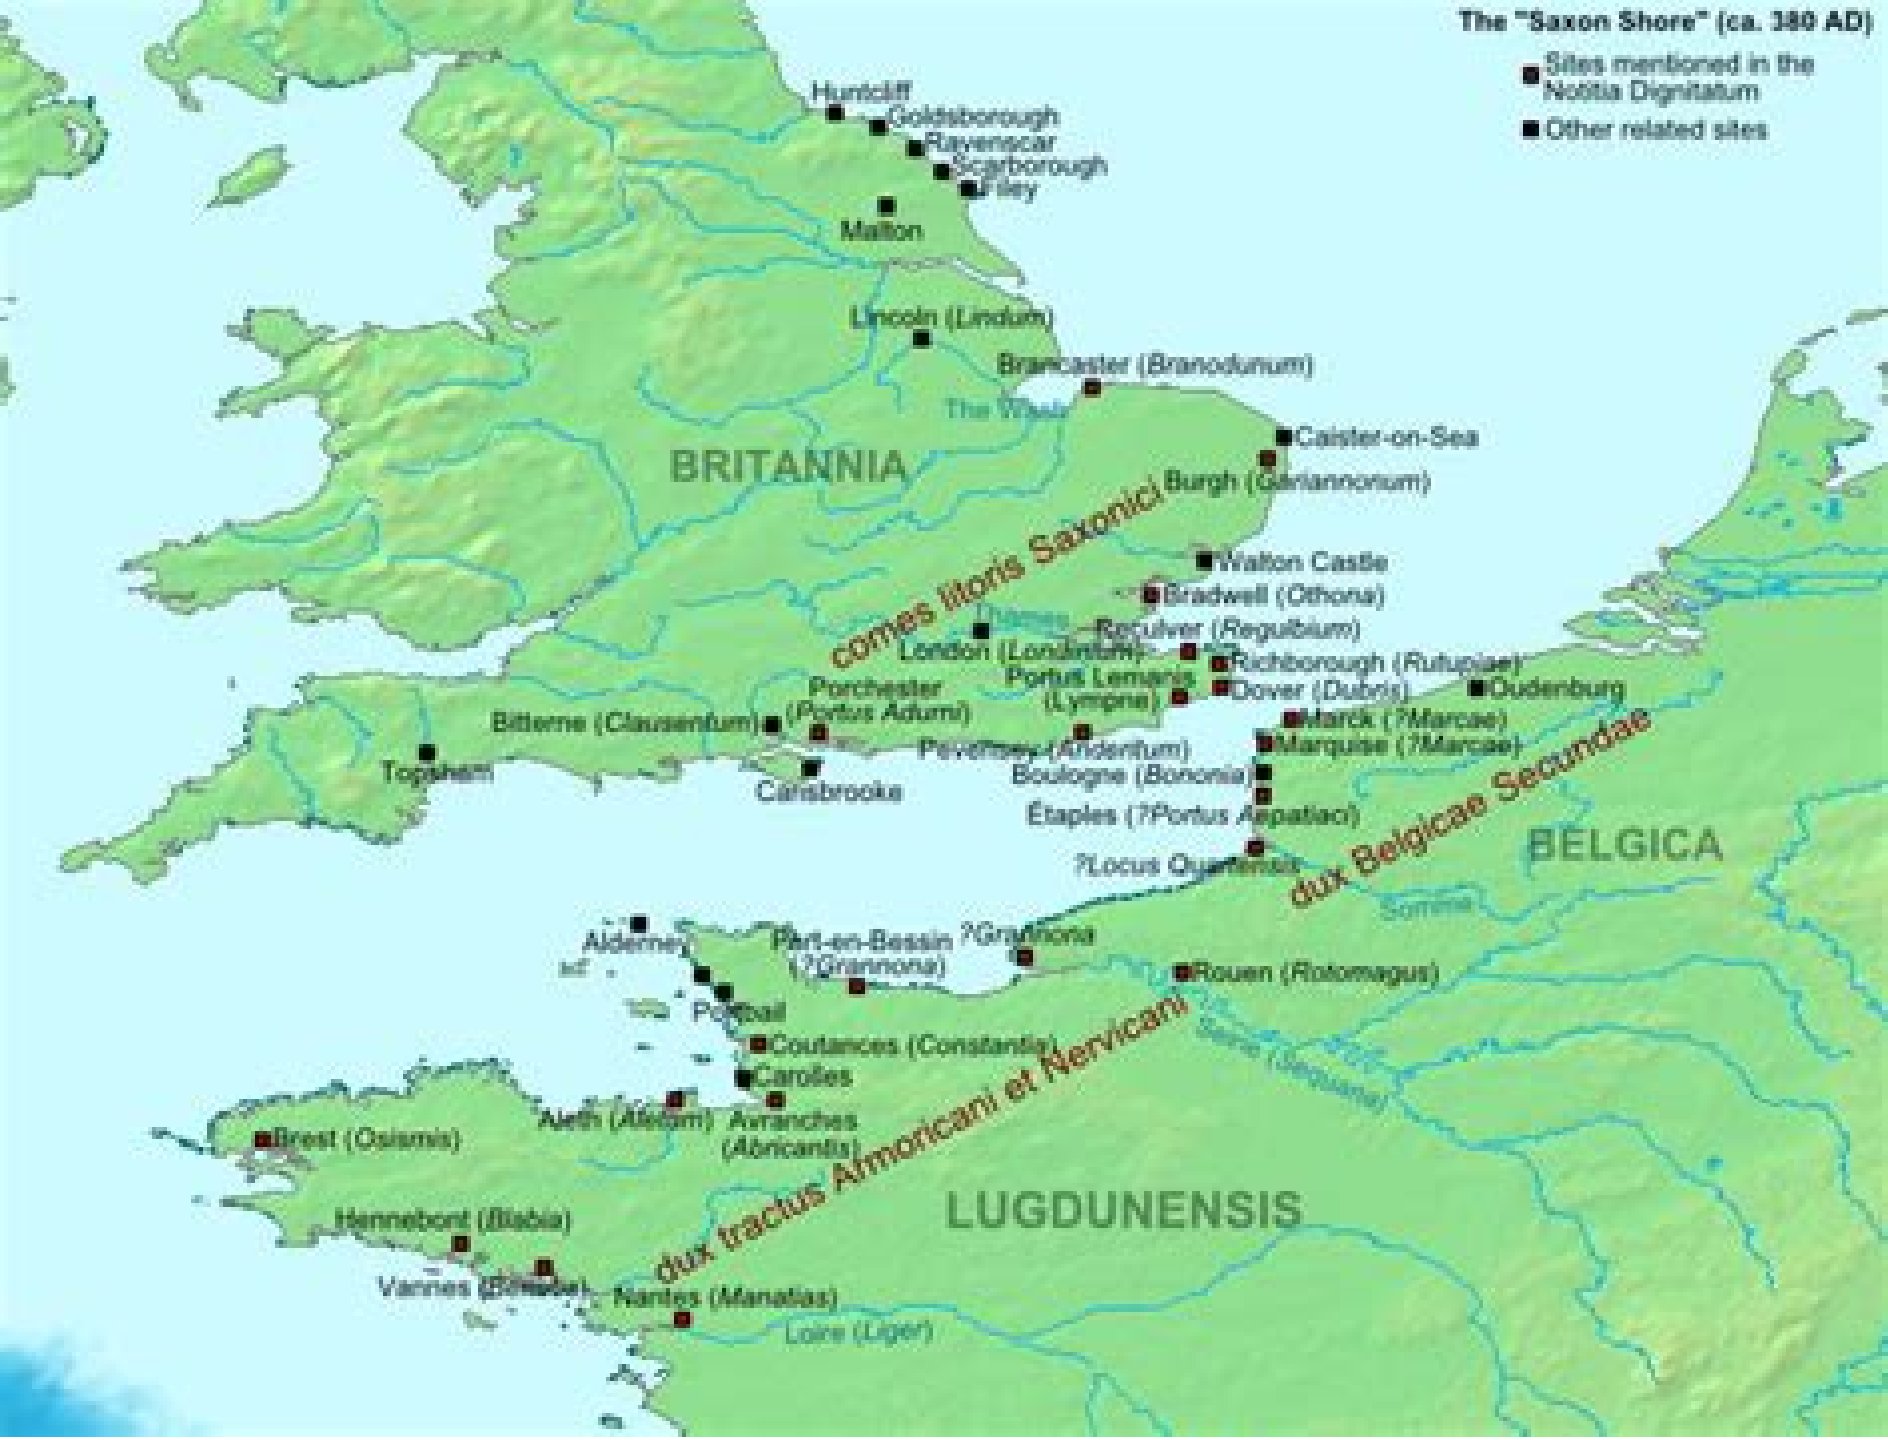 The "Saxon Shore" (ca. 380 AD)
Sites mentioned in the
Notitia Dignitatum
Other related sites
Huntcliff
Goldsborough
Ravenscar
Scarborough
Filey
Malton
Lincoln (Lindum)
Brancaster (Branodunum)
The Wash
Caister-on-Sea
BRITANNIA
Burgh (Gariannonum)
comes litoris Saxonici
Walton Castle
Bradwell (Othona)
Thames
Reculver (Regulbium)
London (Londinium)
Richborough (Rutupiae)
Portus Lemanis
(Lympne)
Dover (Dubris)
Oudenburg
Porchester
(Portus Adurni)
Bitterne (Clausentum)
Marck (?Marcae)
Pevensey (Anderitum)
Marquise (?Marcae)
Topsham
Carisbrooke
Boulogne (Bononia)
Étaples (?Portus Aepatiaci)
dux Belgicae Secundae
BELGICA
?Locus Quartensis
Somme
Alderney
Port-en-Bessin
(?Grannona)
?Grannona
Rouen (Rotomagus)
Portbail
Seine (Sequana)
Coutances (Constantia)
Carolles
dux tractus Armoricani et Nervicani
Aleth (Aletum)
Avranches
(Abricantis)
Brest (Osismis)
LUGDUNENSIS
Hennebont (Blabia)
Vannes
Nantes (Manatias)
Loire (Liger)